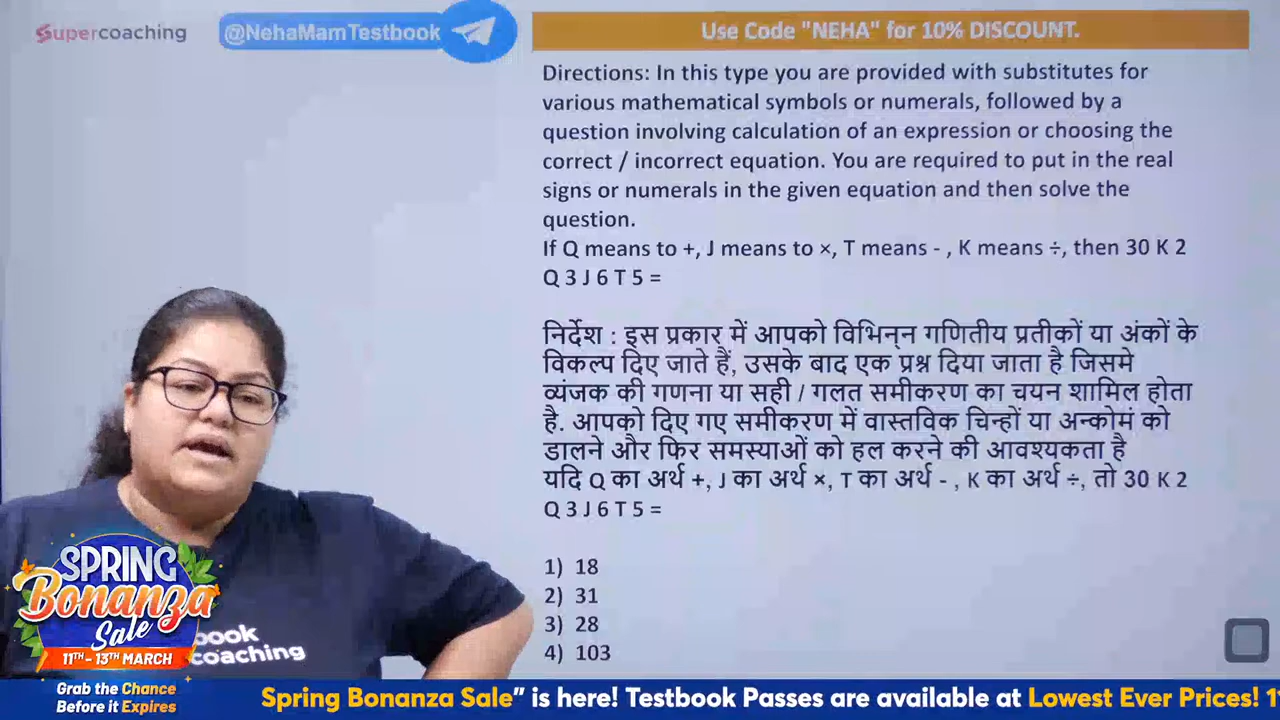 Supercoaching
@NehaMamTestbook
Use Code "NEHA" for 10% DISCOUNT.
Directions: In this type you are provided with substitutes for
various mathematical symbols or numerals, followed by a
question involving calculation of an expression or choosing the
correct / incorrect equation. You are required to put in the real
signs or numerals in the given equation and then solve the
question.
If Q means to +, J means to ×, T means - , K means ÷, then 30 K 2
Q 3 J 6 T 5 =
निर्देश : इस प्रकार में आपको विभिन्‍न गणितीय प्रतीकों या अंकों के
विकल्प दिए जाते हैं, उसके बाद एक प्रश्न दिया जाता है जिसमे
व्यंजक की गणना या सही / गलत समीकरण का चयन शामिल होता
है. आपको दिए गए समीकरण में वास्तविक चिन्हों या अन्कोमं को
डालने और फिर समस्याओं को हल करने की आवश्यकता है
यदि Q का अर्थ +, J का अर्थ ×, T का अर्थ - , K का अर्थ ÷, तो 30 K 2
Q 3 J 6 T 5 =
1) 18
2) 31
3) 28
4) 103
book
coaching
SPRING
Bonanza
Sale
11TH - 13TH MARCH
Grab the Chance
Before it Expires
Spring Bonanza Sale” is here! Testbook Passes are available at Lowest Ever Prices! 1